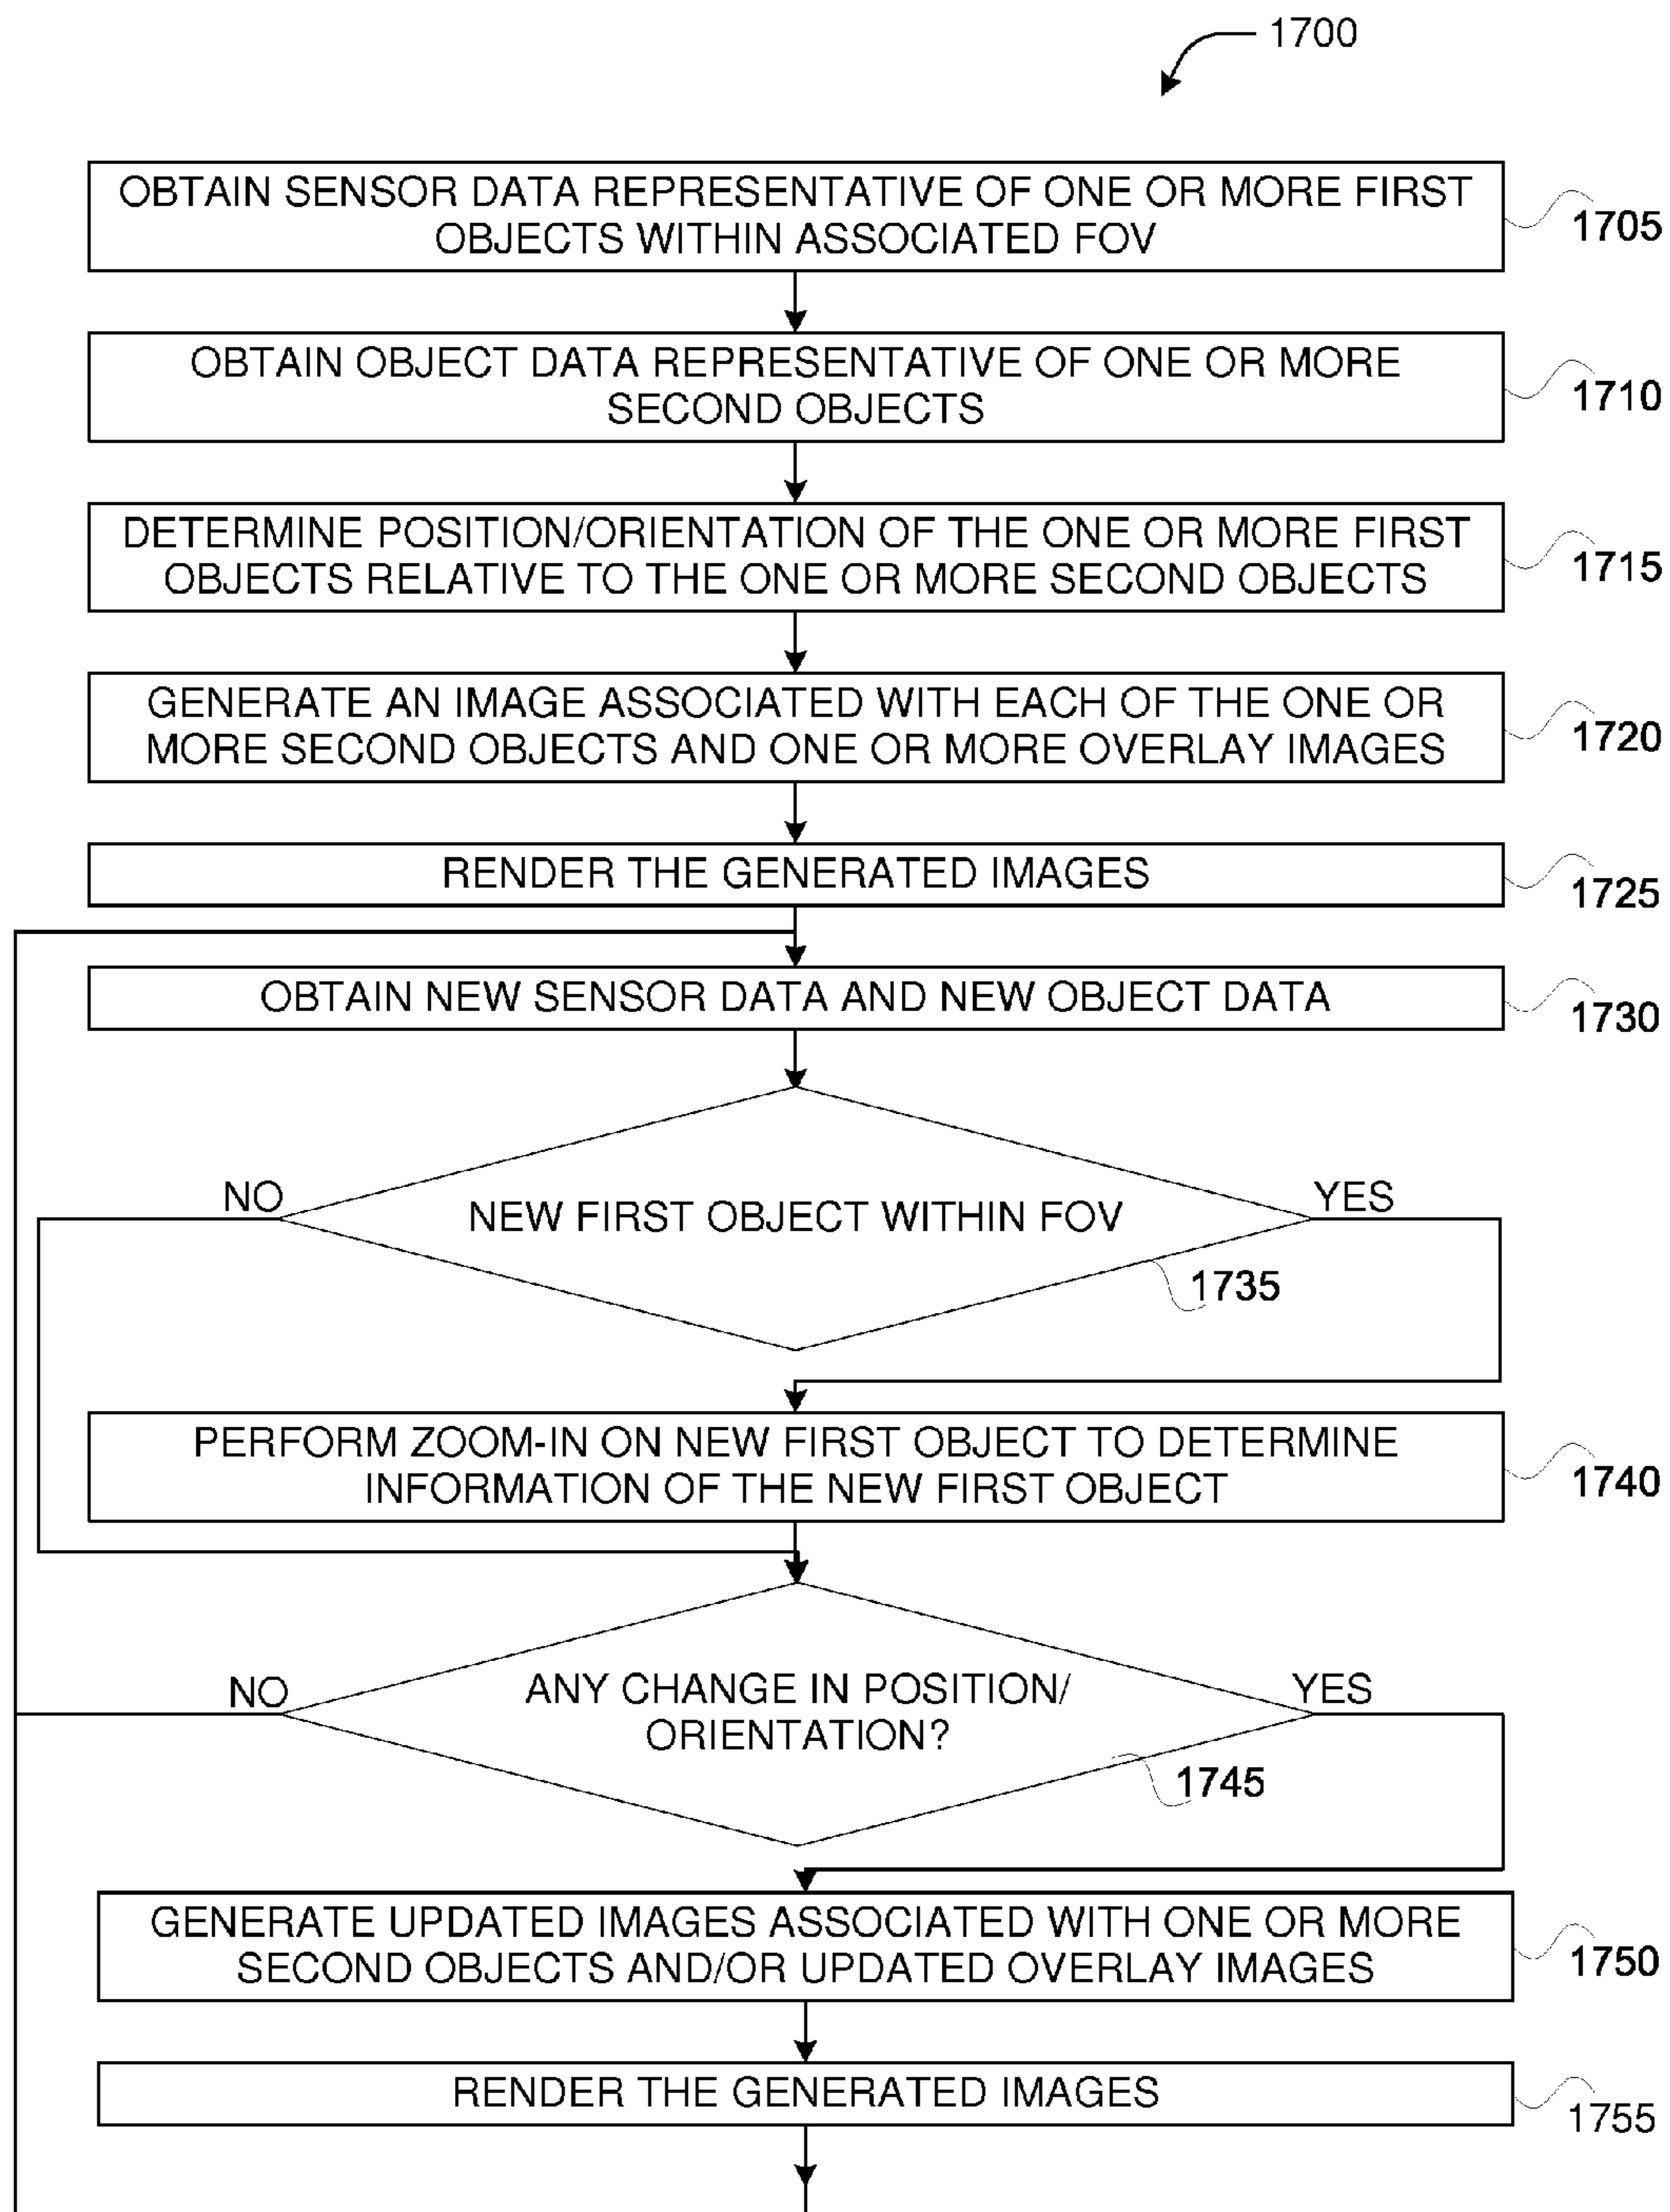 1700
OBTAIN SENSOR DATA REPRESENTATIVE OF ONE OR MORE FIRST
OBJECTS WITHIN ASSOCIATED FOV
1705
OBTAIN OBJECT DATA REPRESENTATIVE OF ONE OR MORE
SECOND OBJECTS
1710
DETERMINE POSITION/ORIENTATION OF THE ONE OR MORE FIRST
OBJECTS RELATIVE TO THE ONE OR MORE SECOND OBJECTS
1715
GENERATE AN IMAGE ASSOCIATED WITH EACH OF THE ONE OR
MORE SECOND OBJECTS AND ONE OR MORE OVERLAY IMAGES
1720
RENDER THE GENERATED IMAGES
1725
OBTAIN NEW SENSOR DATA AND NEW OBJECT DATA
1730
NO
YES
NEW FIRST OBJECT WITHIN FOV
1735
PERFORM ZOOM-IN ON NEW FIRST OBJECT TO DETERMINE
INFORMATION OF THE NEW FIRST OBJECT
1740
NO
YES
ANY CHANGE IN POSITION/
ORIENTATION?
1745
GENERATE UPDATED IMAGES ASSOCIATED WITH ONE OR MORE
SECOND OBJECTS AND/OR UPDATED OVERLAY IMAGES
1750
RENDER THE GENERATED IMAGES
1755